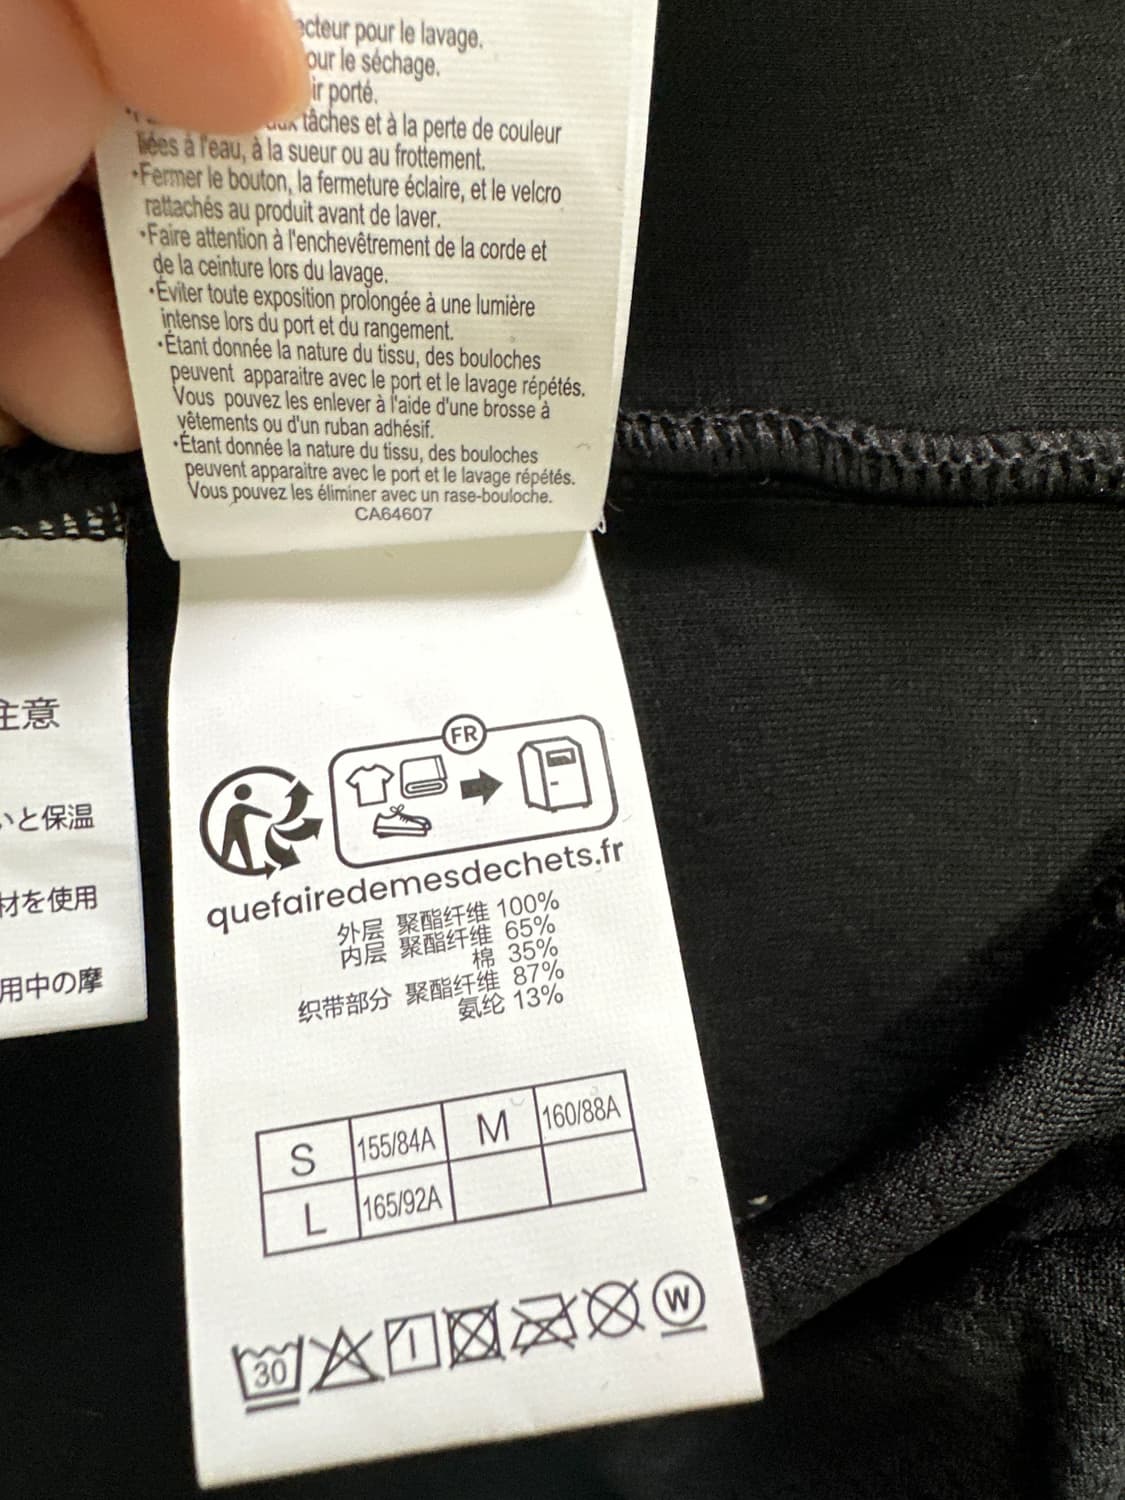 pour le lavage.
le séchage.
porté.
tâches et à la perte de couleur
liées à l'eau, à la sueur ou au frottement.
•Fermer le bouton, la fermeture éclaire, et le velcro
rattachés au produit avant de laver.
•Faire attention à l'enchevêtrement de la corde et
de la ceinture lors du lavage.
•Éviter toute exposition prolongée à une lumière
intense lors du port et du rangement.
•Étant donnée la nature du tissu, des bouloches
peuvent apparaitre avec le port et le lavage répétés.
Vous pouvez les enlever à l'aide d'une brosse à
vêtements ou d'un ruban adhésif.
•Étant donnée la nature du tissu, des bouloches
peuvent apparaitre avec le port et le lavage répétés.
Vous pouvez les éliminer avec un rase-bouloche.
CA64607
主意
いと保温
材を使用
用中の摩
FR
quefairedemesdechets.fr
外层 聚酯纤维 100%
内层 聚酯纤维 65%
棉 35%
织带部分 聚酯纤维 87%
氨纶 13%
S 155/84A M 160/88A
L 165/92A
30 W